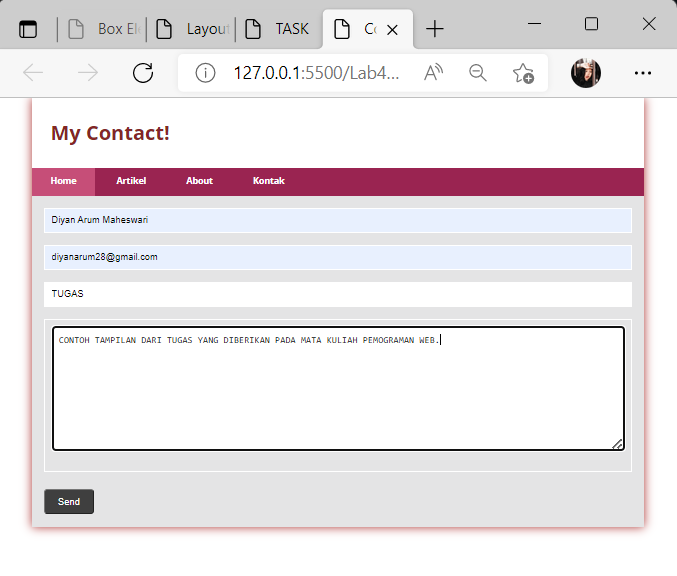 Box El
Layout
TASK
Co
127.0.0.1:5500/Lab4...
My Contact!
Home Artikel About Kontak
Diyan Arum Maheswari
diyanarum28@gmail.com
TUGAS
CONTOH TAMPILAN DARI TUGAS YANG DIBERIKAN PADA MATA KULIAH PEMOGRAMAN WEB.
Send